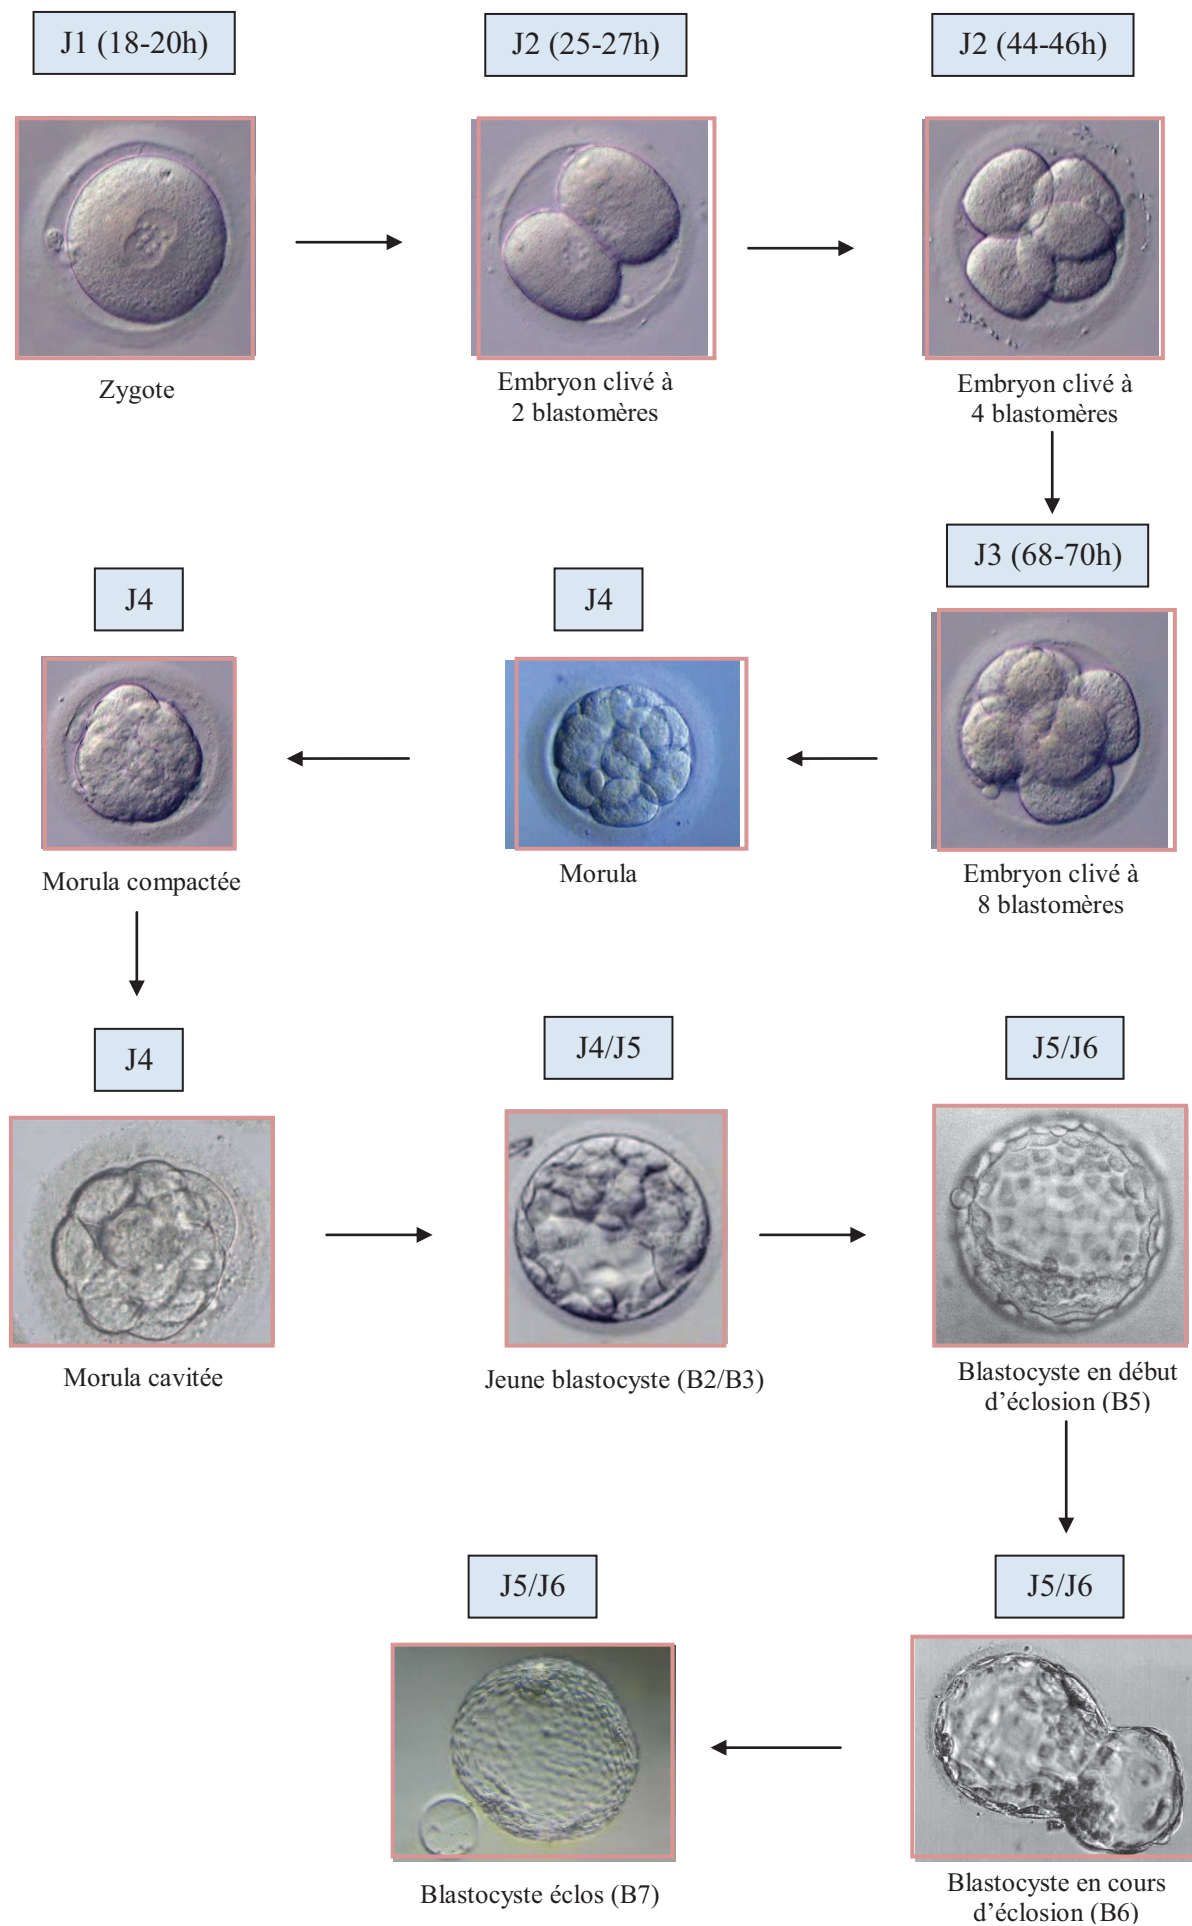 J1 (18-20h)
J2 (25-27h)
J2 (44-46h)
Zygote
Embryon clivé à
2 blastomères
Embryon clivé à
4 blastomères
J3 (68-70h)
J4
J4
Embryon clivé à
8 blastomères
Morula
Morula compactée
J4
J4/J5
J5/J6
Morula cavitée
Jeune blastocyste (B2/B3)
Blastocyste en début
d’éclosion (B5)
J5/J6
J5/J6
Blastocyste en cours
d’éclosion (B6)
Blastocyste éclos (B7)